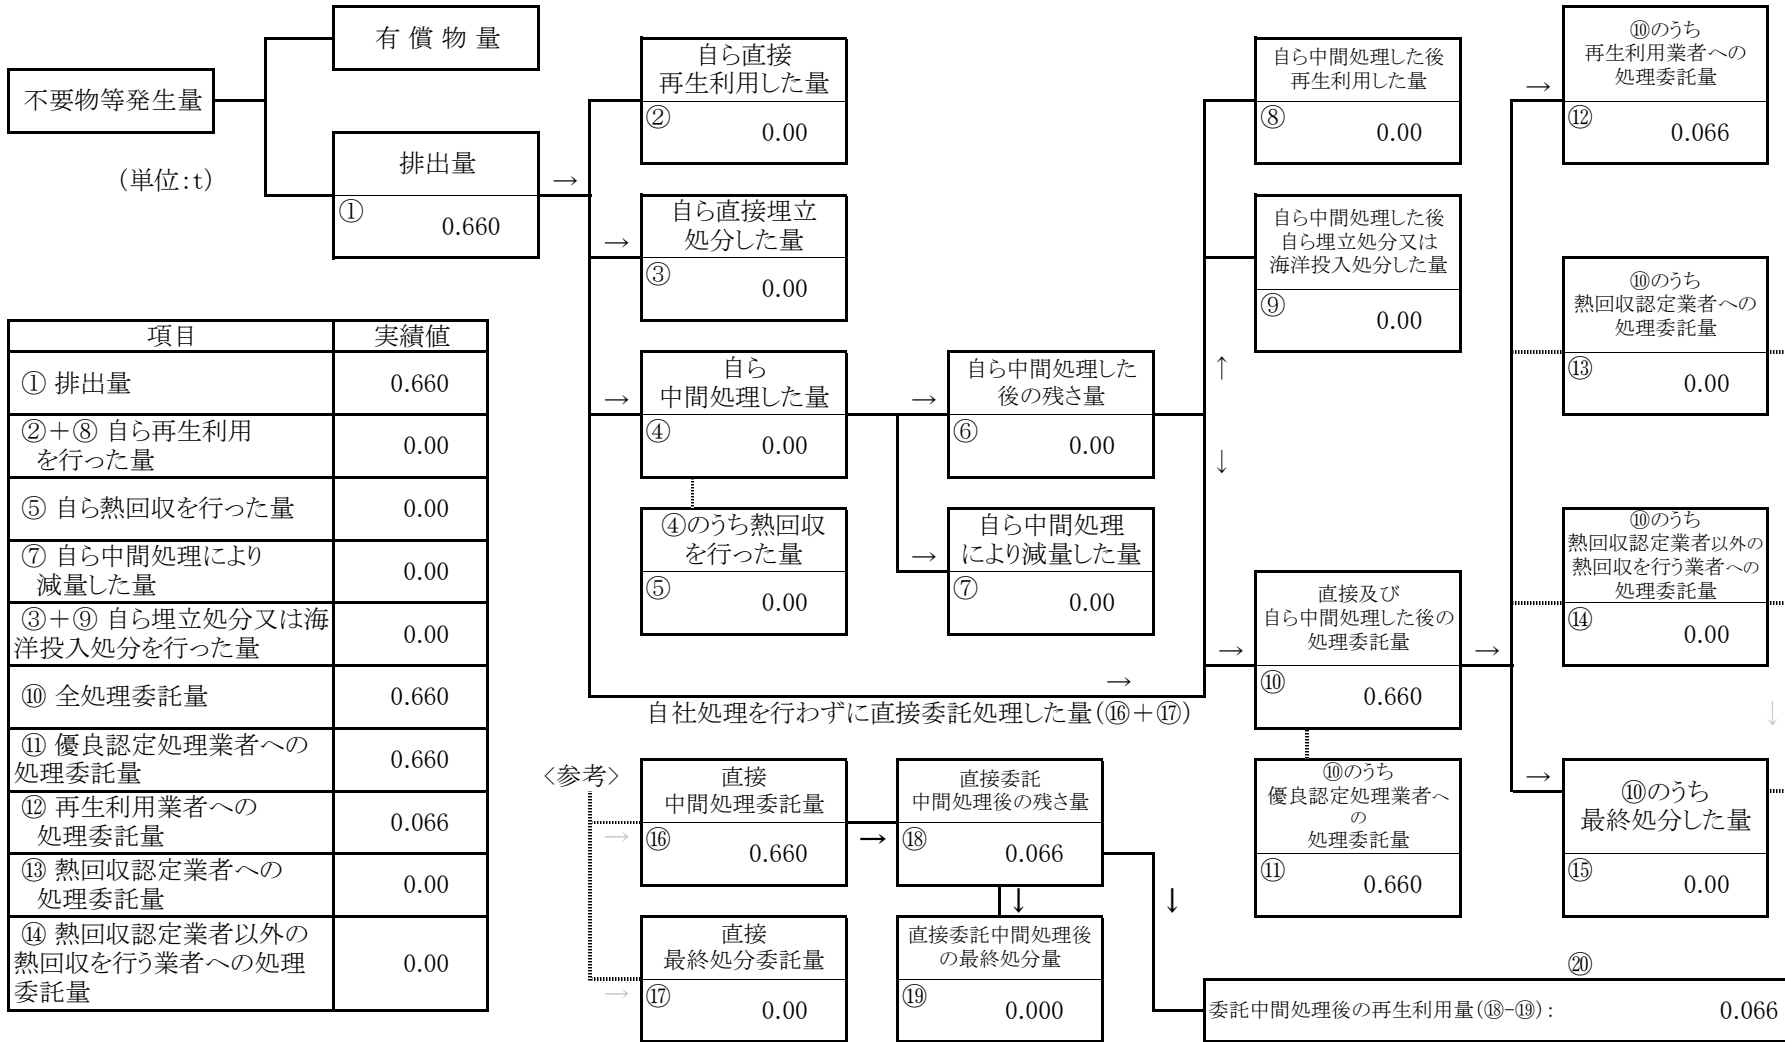 有償物量
不要物等発生量
(単位:t)
排出量
①
0.660
→
自ら直接
再生利用した量
②
0.00
→
自ら直接埋立
処分した量
③
0.00
→
自ら
中間処理した量
④
0.00
④のうち熱回収
を行った量
⑤
0.00
→
自ら中間処理した
後の残さ量
⑥
0.00
→
自ら中間処理
により減量した量
⑦
0.00
自ら中間処理した後
再生利用した量
⑧
0.00
自ら中間処理した後
自ら埋立処分又は
海洋投入処分した量
⑨
0.00
↑
↓
→
自社処理を行わずに直接委託処理した量(⑯+⑰)
→
直接及び
自ら中間処理した後の
処理委託量
⑩
0.660
⑩のうち
優良認定処理業者へ
の
処理委託量
⑪
0.660
→
→
⑩のうち
再生利用業者への
処理委託量
⑫
0.066
⑩のうち
熱回収認定業者への
処理委託量
⑬
0.00
⑩のうち
熱回収認定業者以外の
熱回収を行う業者への
処理委託量
⑭
0.00
↓
→
⑩のうち
最終処分した量
⑮
0.00
項目 実績値
① 排出量 0.660
②+⑧ 自ら再生利用
を行った量
0.00
⑤ 自ら熱回収を行った量 0.00
⑦ 自ら中間処理により
減量した量
0.00
③+⑨ 自ら埋立処分又は海
洋投入処分を行った量
0.00
⑩ 全処理委託量 0.660
⑪ 優良認定処理業者への
処理委託量
0.660
⑫ 再生利用業者への
処理委託量
0.066
⑬ 熱回収認定業者への
処理委託量
0.00
⑭ 熱回収認定業者以外の
熱回収を行う業者への処理
委託量
0.00
<参考>
→
直接
中間処理委託量
⑯
0.660
→
直接委託
中間処理後の残さ量
⑱
0.066
↓
↓
→
直接
最終処分委託量
⑰
0.00
直接委託中間処理後
の最終処分量
⑲
0.000
⑳
委託中間処理後の再生利用量(⑱-⑲): 0.066